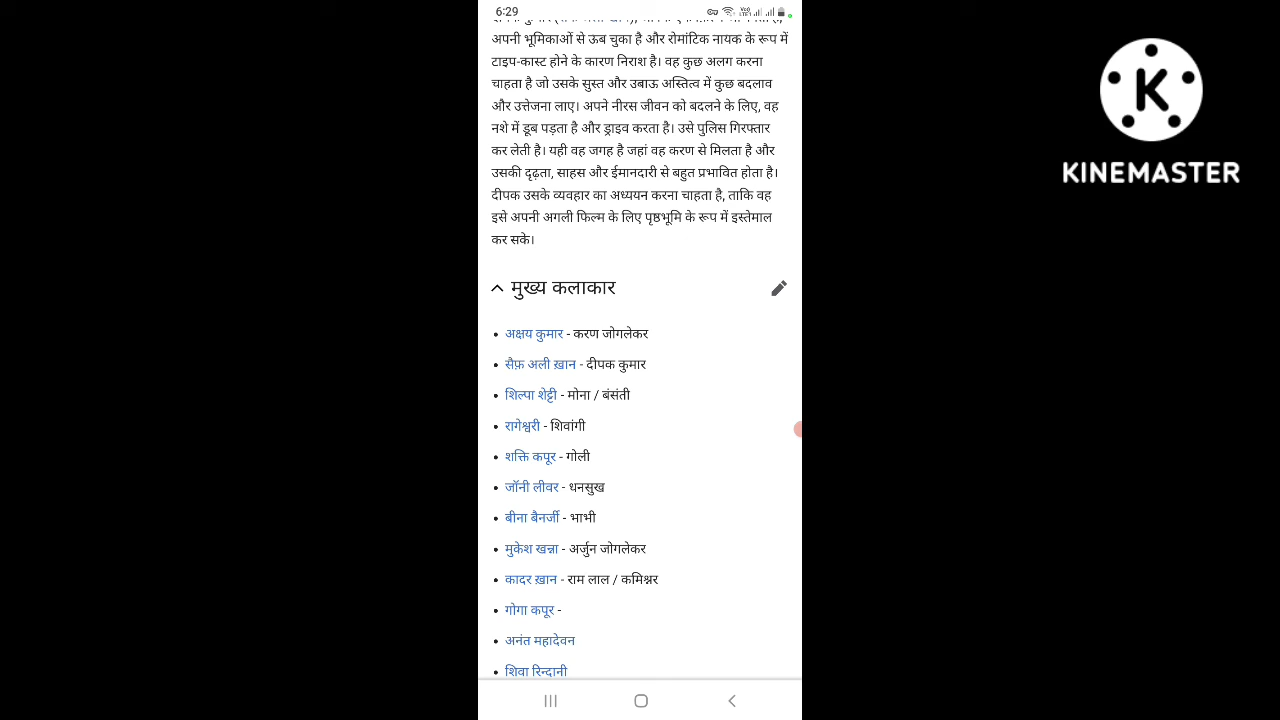 6:29
अपनी भूमिकाओं से ऊब चुका है और रोमांटिक नायक के रूप में
टाइप-कास्ट होने के कारण निराश है। वह कुछ अलग करना
चाहता है जो उसके सुस्त और उबाऊ अस्तित्व में कुछ बदलाव
और उत्तेजना लाए। अपने नीरस जीवन को बदलने के लिए, वह
नशे में डूब पड़ता है और ड्राइव करता है। उसे पुलिस गिरफ्तार
कर लेती है। यही वह जगह है जहां वह करण से मिलता है और
उसकी दृढ़ता, साहस और ईमानदारी से बहुत प्रभावित होता है।
दीपक उसके व्यवहार का अध्ययन करना चाहता है, ताकि वह
इसे अपनी अगली फिल्म के लिए पृष्ठभूमि के रूप में इस्तेमाल
कर सके।
मुख्य कलाकार
• अक्षय कुमार - करण जोगलेकर
• सैफ़ अली ख़ान - दीपक कुमार
• शिल्पा शेट्टी - मोना / बंसंती
• रागेश्वरी - शिवांगी
• शक्ति कपूर - गोली
• जॉनी लीवर - धनसुख
• बीना बैनर्जी - भाभी
• मुकेश खन्ना - अर्जुन जोगलेकर
• कादर ख़ान - राम लाल / कमिश्नर
• गोगा कपूर -
• अनंत महादेवन
• शिवा रिन्दानी
K
KINEMASTER